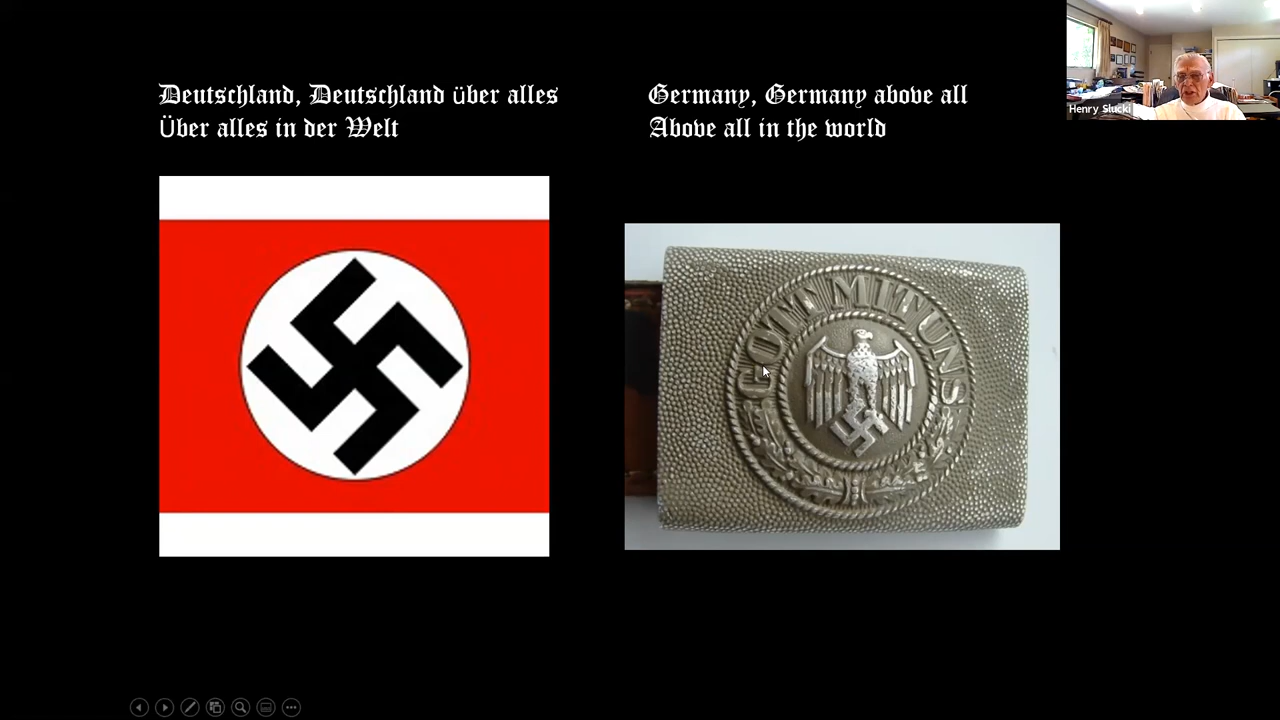 Deutschland, Deutschland über alles
Über alles in der Welt
Germany, Germany above all
Above all in the world
GOTT MIT UNS
Henry Slucki